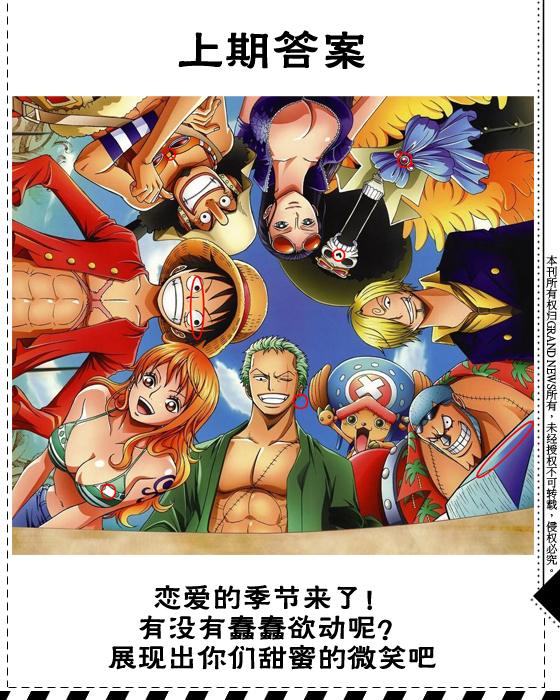 上期答案
恋爱的季节来了!
有没有蠢蠢欲动呢?
展现出你们甜蜜的微笑吧
本刊所有权归GRAND NEWS所有，未经授权不可转载，侵权必究。